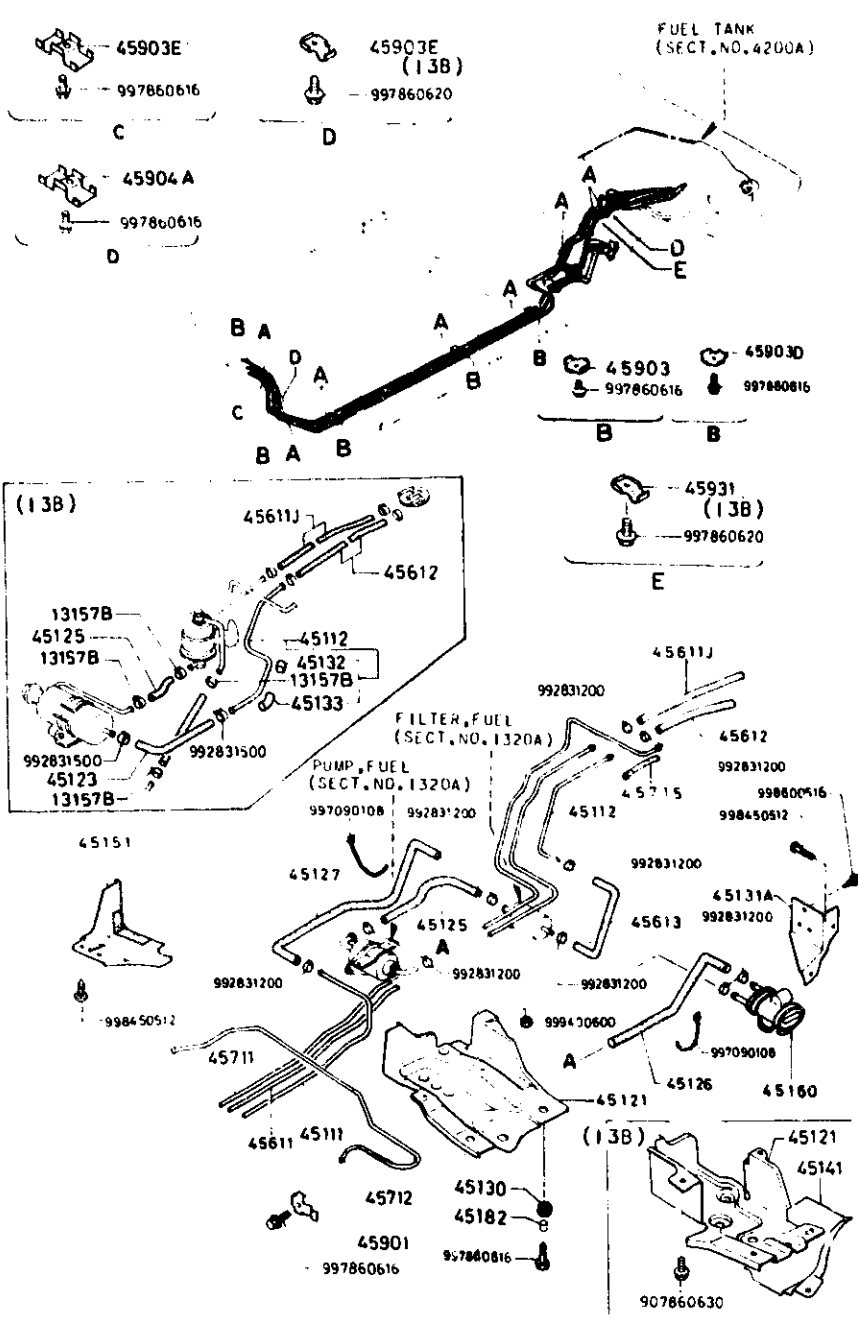 45903E
997860616
C
45903E
(13B)
997860620
D
FUEL TANK
(SECT.NO.4200A)
45904A
997860616
D
A
A
D
E
A
A
B
B
B A
D
A
C
B A
B
45903
997860616
B
45903D
997860616
B
45931
(13B)
997860620
E
(13B)
45611J
45612
13157B
45125
13157B
45112
45132
13157B
45133
992831500
992831500
45123
13157B
45611J
992831200
45612
992831200
45715
45112
FILTER,FUEL
(SECT.NO.1320A)
PUMP,FUEL
(SECT.NO.1320A)
997090108
992831200
998600516
998450512
45151
45127
992831200
45131A
45125
45613
992831200
A
992831200
992831200
992831200
998450512
999400600
997090108
45711
A
45126
45160
45121
45611
45111
(13B)
45121
45141
45712
45130
45182
45901
997860616
997860616
907860630